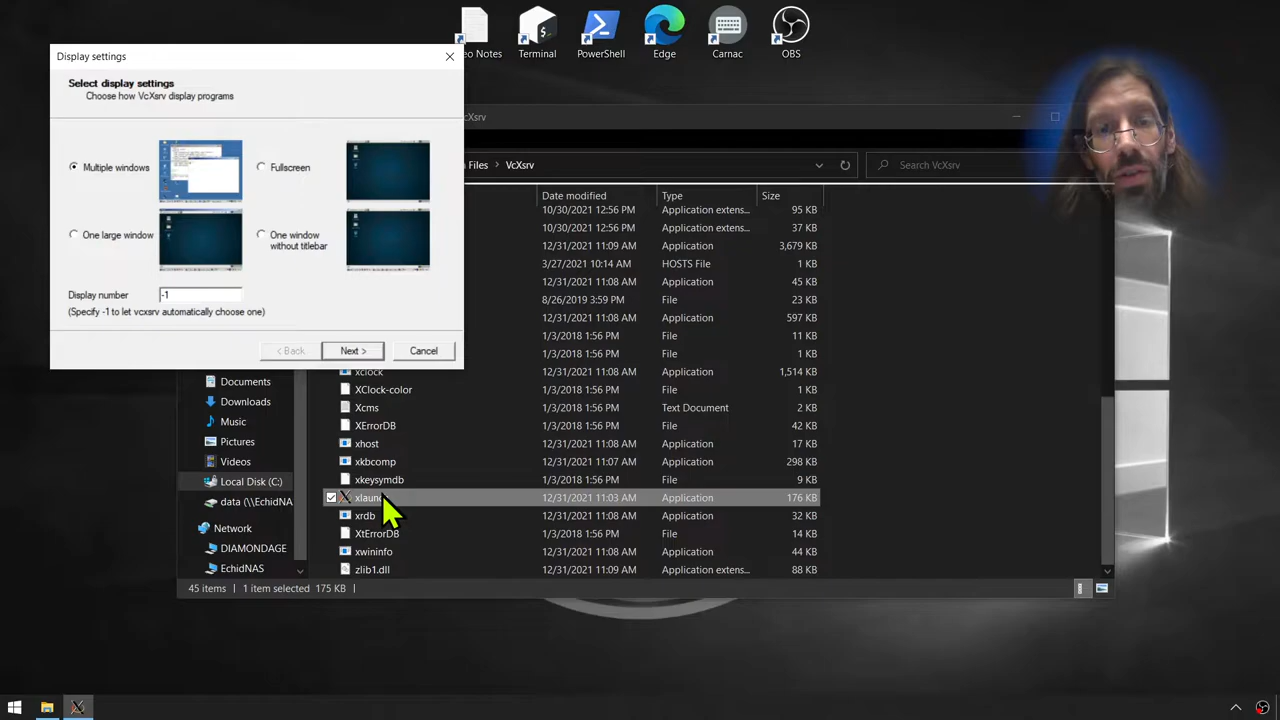 Terminal
PowerShell
Edge
Carnac
OBS
Display settings
Select display settings
Choose how VcXsrv display programs
Multiple windows
Fullscreen
One large window
One window
without titlebar
Display number
-1
(Specify -1 to let vcxsrv automatically choose one)
< Back
Next >
Cancel
Files
VcXsrv
Search VcXsrv
Date modified
Type
Size
10/30/2021 12:56 PM
Application extens...
95 KB
10/30/2021 12:56 PM
Application extens...
37 KB
12/31/2021 11:09 AM
Application
3,679 KB
3/27/2021 10:14 AM
HOSTS File
1 KB
12/31/2021 11:08 AM
Application
45 KB
8/26/2019 3:59 PM
File
23 KB
12/31/2021 11:09 AM
Application
597 KB
1/3/2018 1:56 PM
File
11 KB
1/3/2018 1:56 PM
File
1 KB
xclock
12/31/2021 11:08 AM
Application
1,514 KB
XClock-color
1/3/2018 1:56 PM
File
1 KB
Xcms
1/3/2018 1:56 PM
Text Document
2 KB
XErrorDB
1/3/2018 1:56 PM
File
42 KB
xhost
12/31/2021 11:08 AM
Application
17 KB
xkbcomp
12/31/2021 11:07 AM
Application
298 KB
xkeysymdb
1/3/2018 1:56 PM
File
9 KB
12/31/2021 11:03 AM
Application
176 KB
xrdb
12/31/2021 11:08 AM
Application
32 KB
XtErrorDB
1/3/2018 1:56 PM
File
14 KB
xwininfo
12/31/2021 11:08 AM
Application
44 KB
zlib1.dll
12/31/2021 11:09 AM
Application extens...
88 KB
Documents
Downloads
Music
Pictures
Videos
Local Disk (C:)
data (\\EchidNA
Network
DIAMONDAGE
EchidNAS
45 items
1 item selected 175 KB